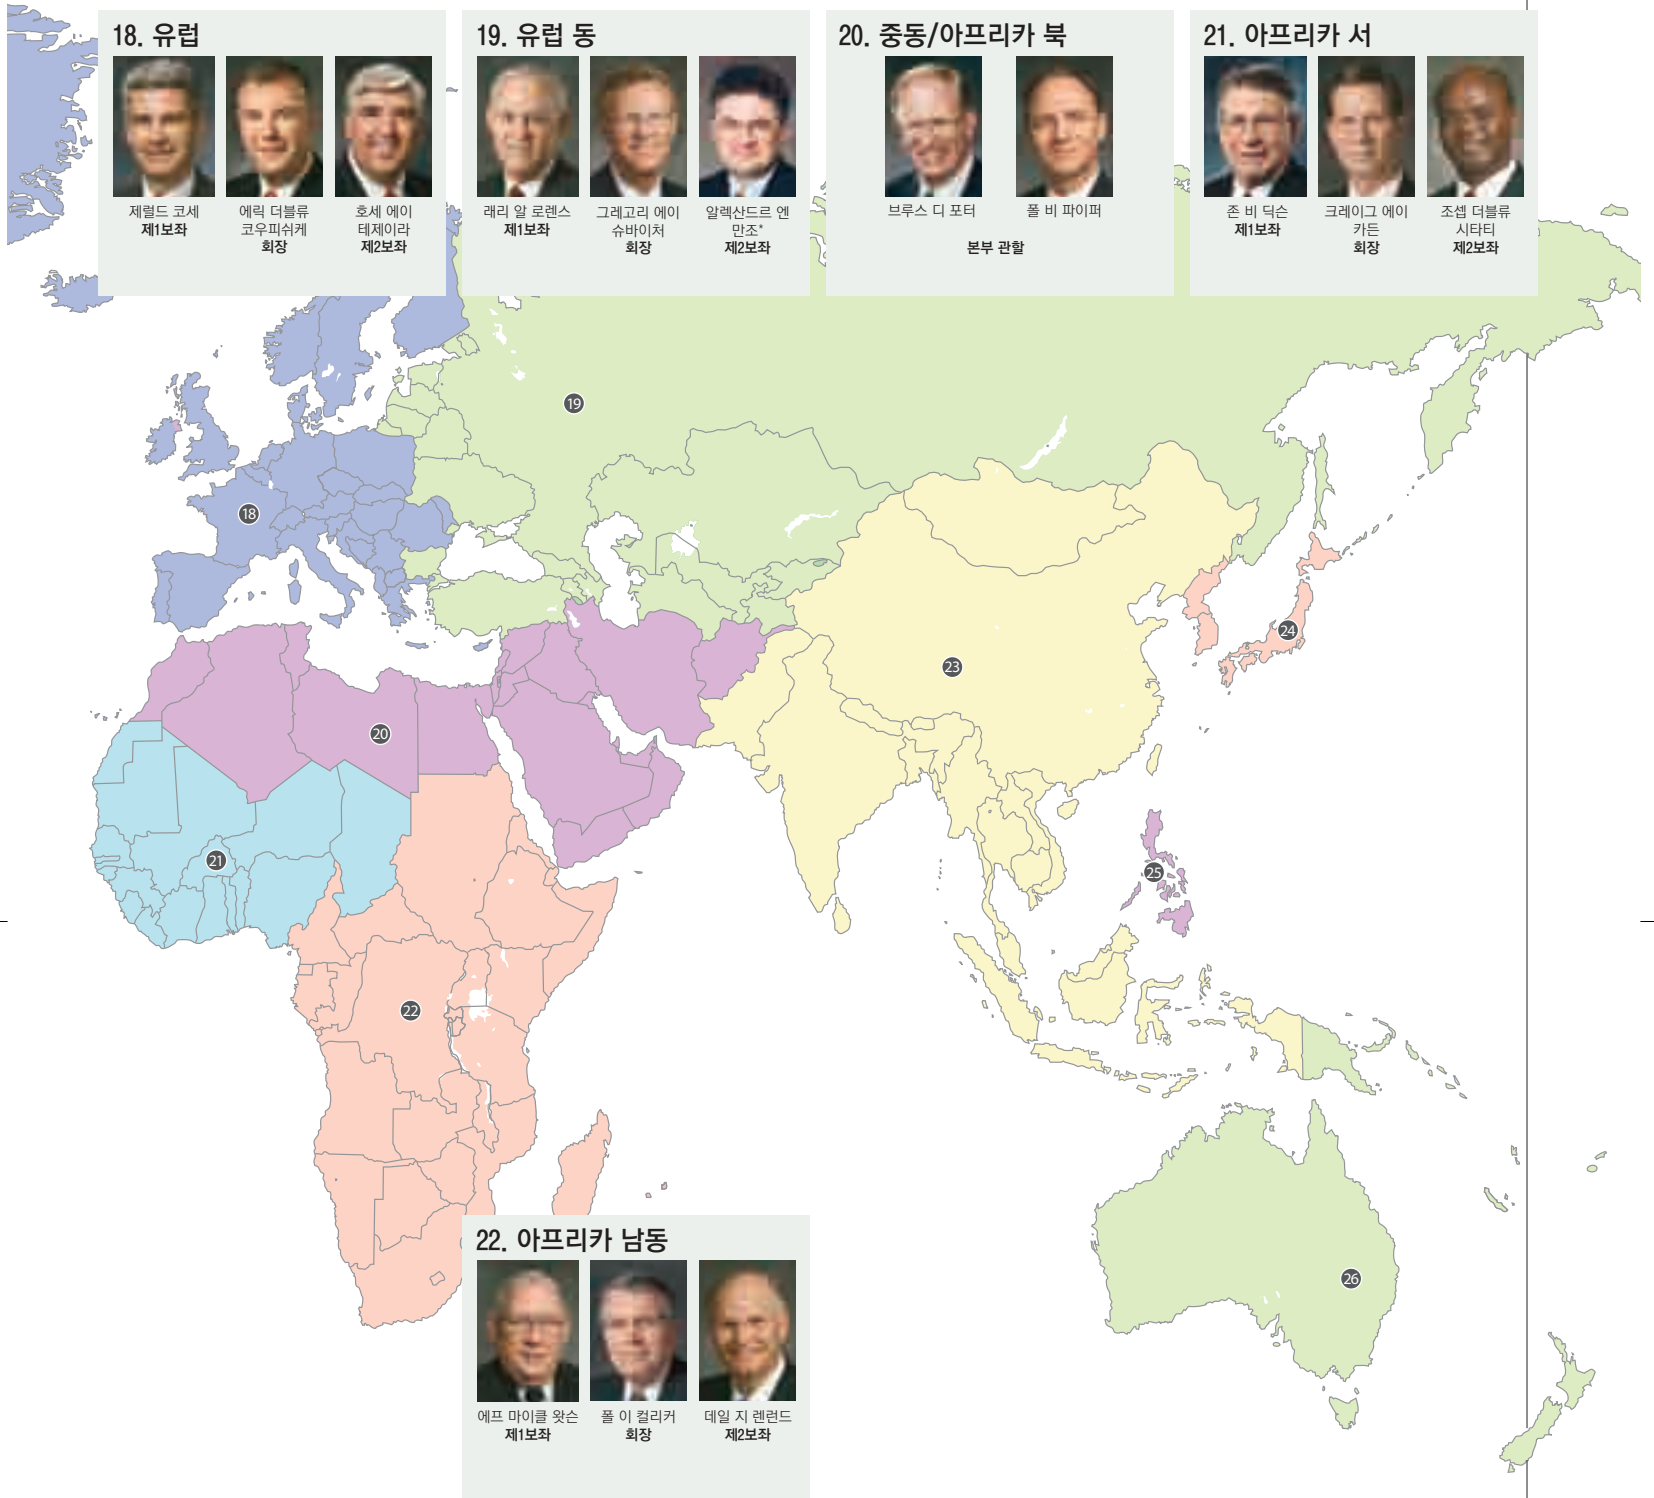 18. 유럽
제럴드 코세
제1보좌
에릭 더블류
코우피쉬케
회장
호세 에이
테제이라
제2보좌
19. 유럽 동
래리 알 로렌스
제1보좌
그레고리 에이
슈바이처
회장
알렉산드르 엔
만조*
제2보좌
20. 중동/아프리카 북
브루스 디 포터
폴 비 파이퍼
본부 관할
21. 아프리카 서
존 비 딕슨
제1보좌
크레이그 에이
카든
회장
조셉 더블류
시타티
제2보좌
19
18
24
23
20
21
25
22
26
22. 아프리카 남동
에프 마이클 왓슨
제1보좌
폴 이 컬리커
회장
데일 지 렌런드
제2보좌